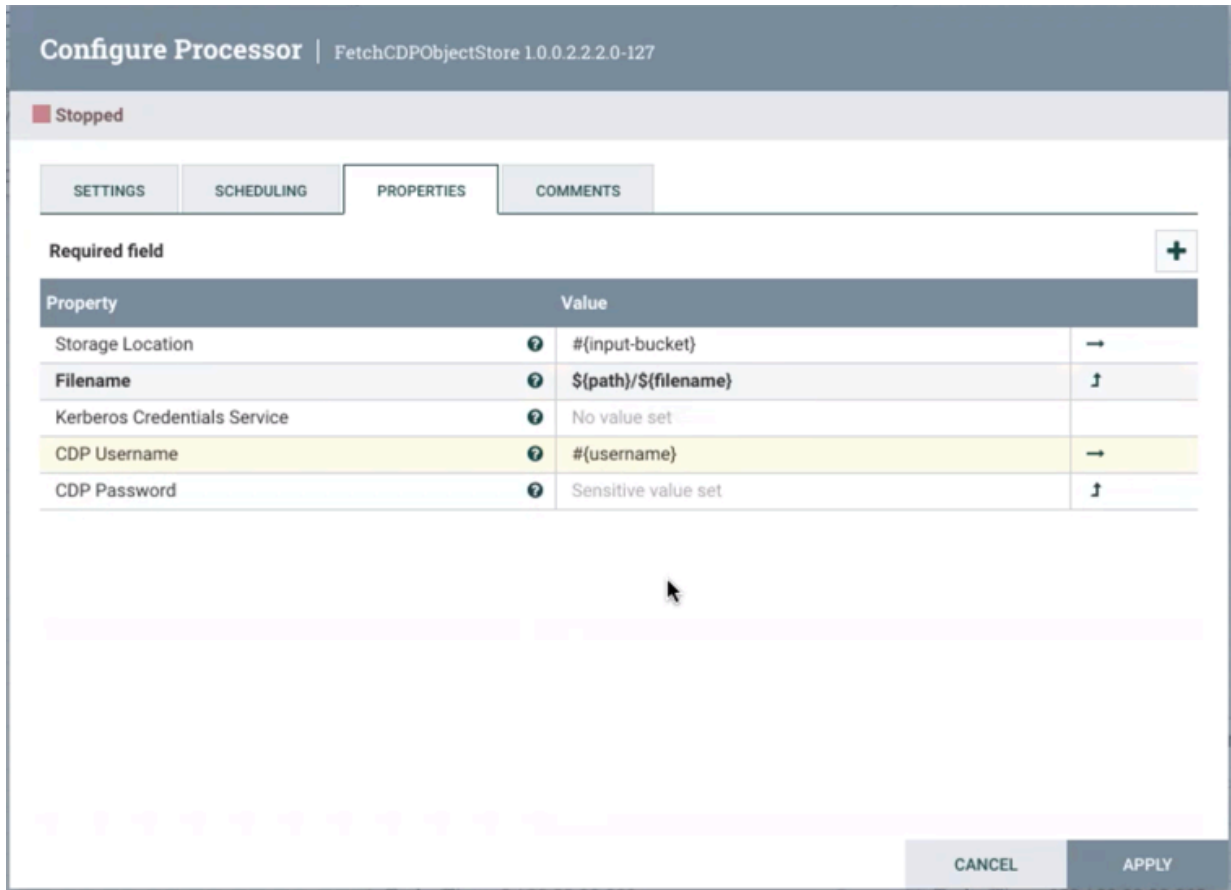 Configure Processor | FetchCDPObjectStore 1.0.0.2.2.2.0-127
Stopped
SETTINGS SCHEDULING PROPERTIES COMMENTS
Required field
Property Value
Storage Location #{input-bucket}
Filename ${path}/${filename}
Kerberos Credentials Service No value set
CDP Username #{username}
CDP Password Sensitive value set
CANCEL APPLY